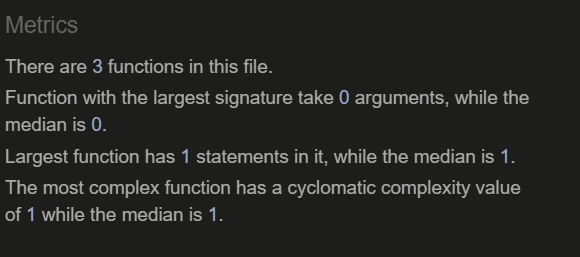 Metrics
There are 3 functions in this file.
Function with the largest signature take 0 arguments, while the
median is 0.
Largest function has 1 statements in it, while the median is 1.
The most complex function has a cyclomatic complexity value
of 1 while the median is 1.